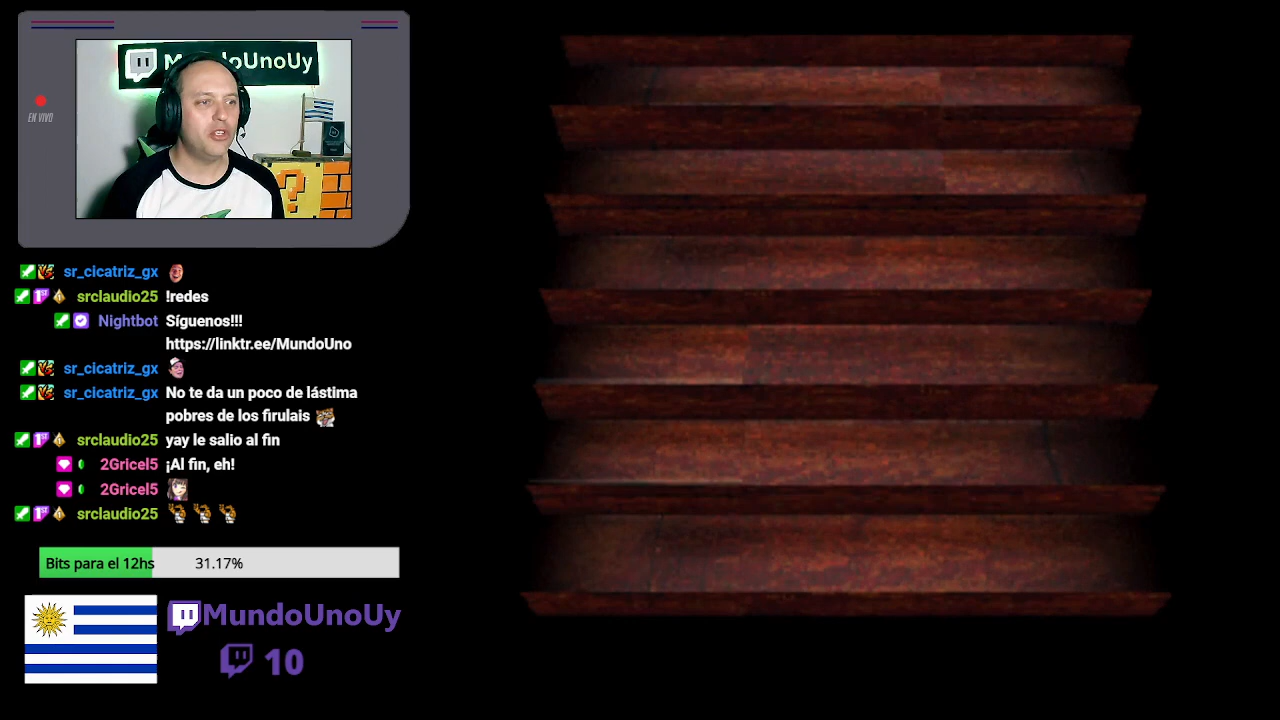 MundoUnoUy
EN VIVO
sr_cicatriz_gx
srclaudio25 !redes
Nightbot Síguenos!!!
https://linktr.ee/MundoUno
sr_cicatriz_gx
sr_cicatriz_gx No te da un poco de lástima
pobres de los firulais
srclaudio25 yay le salio al fin
2Gricel5 ¡Al fin, eh!
2Gricel5
srclaudio25
Bits para el 12hs 31.17%
MundoUnoUy
10